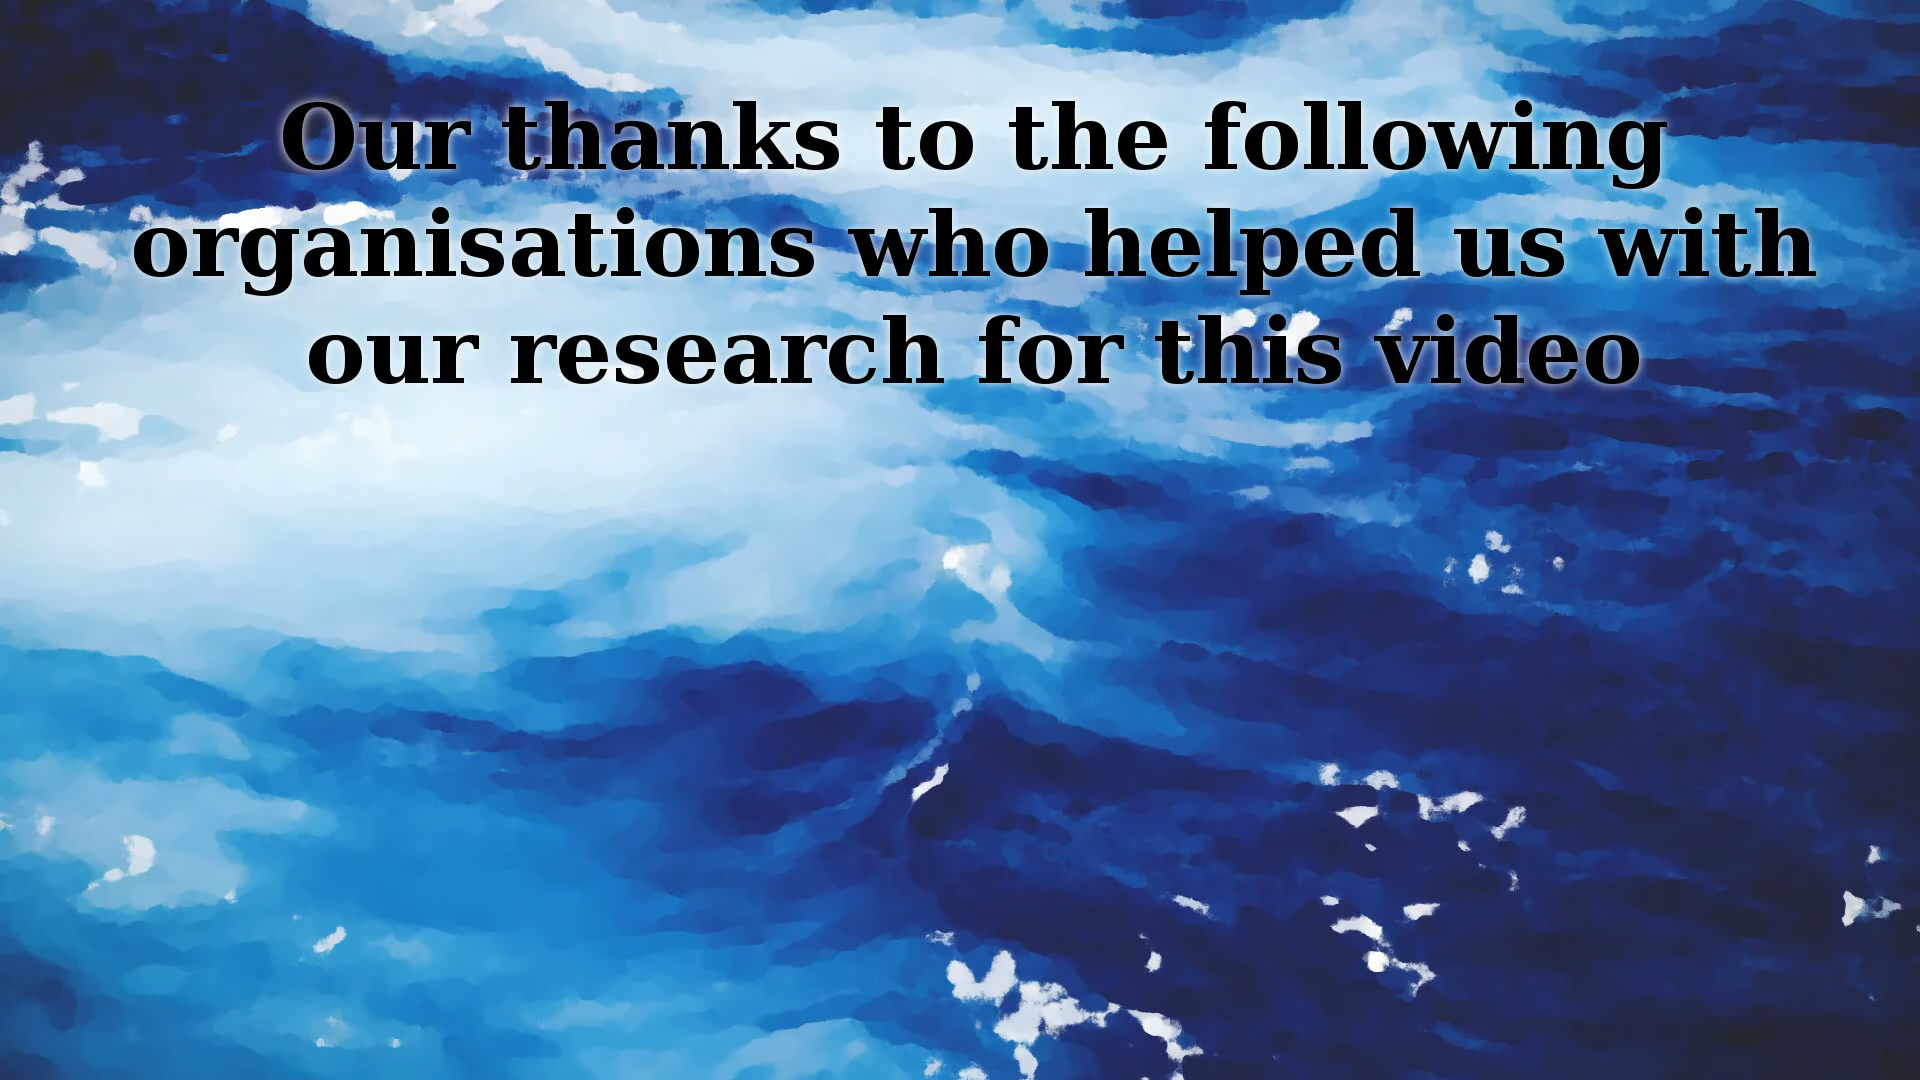 Our thanks to the following
organisations who helped us with
our research for this video